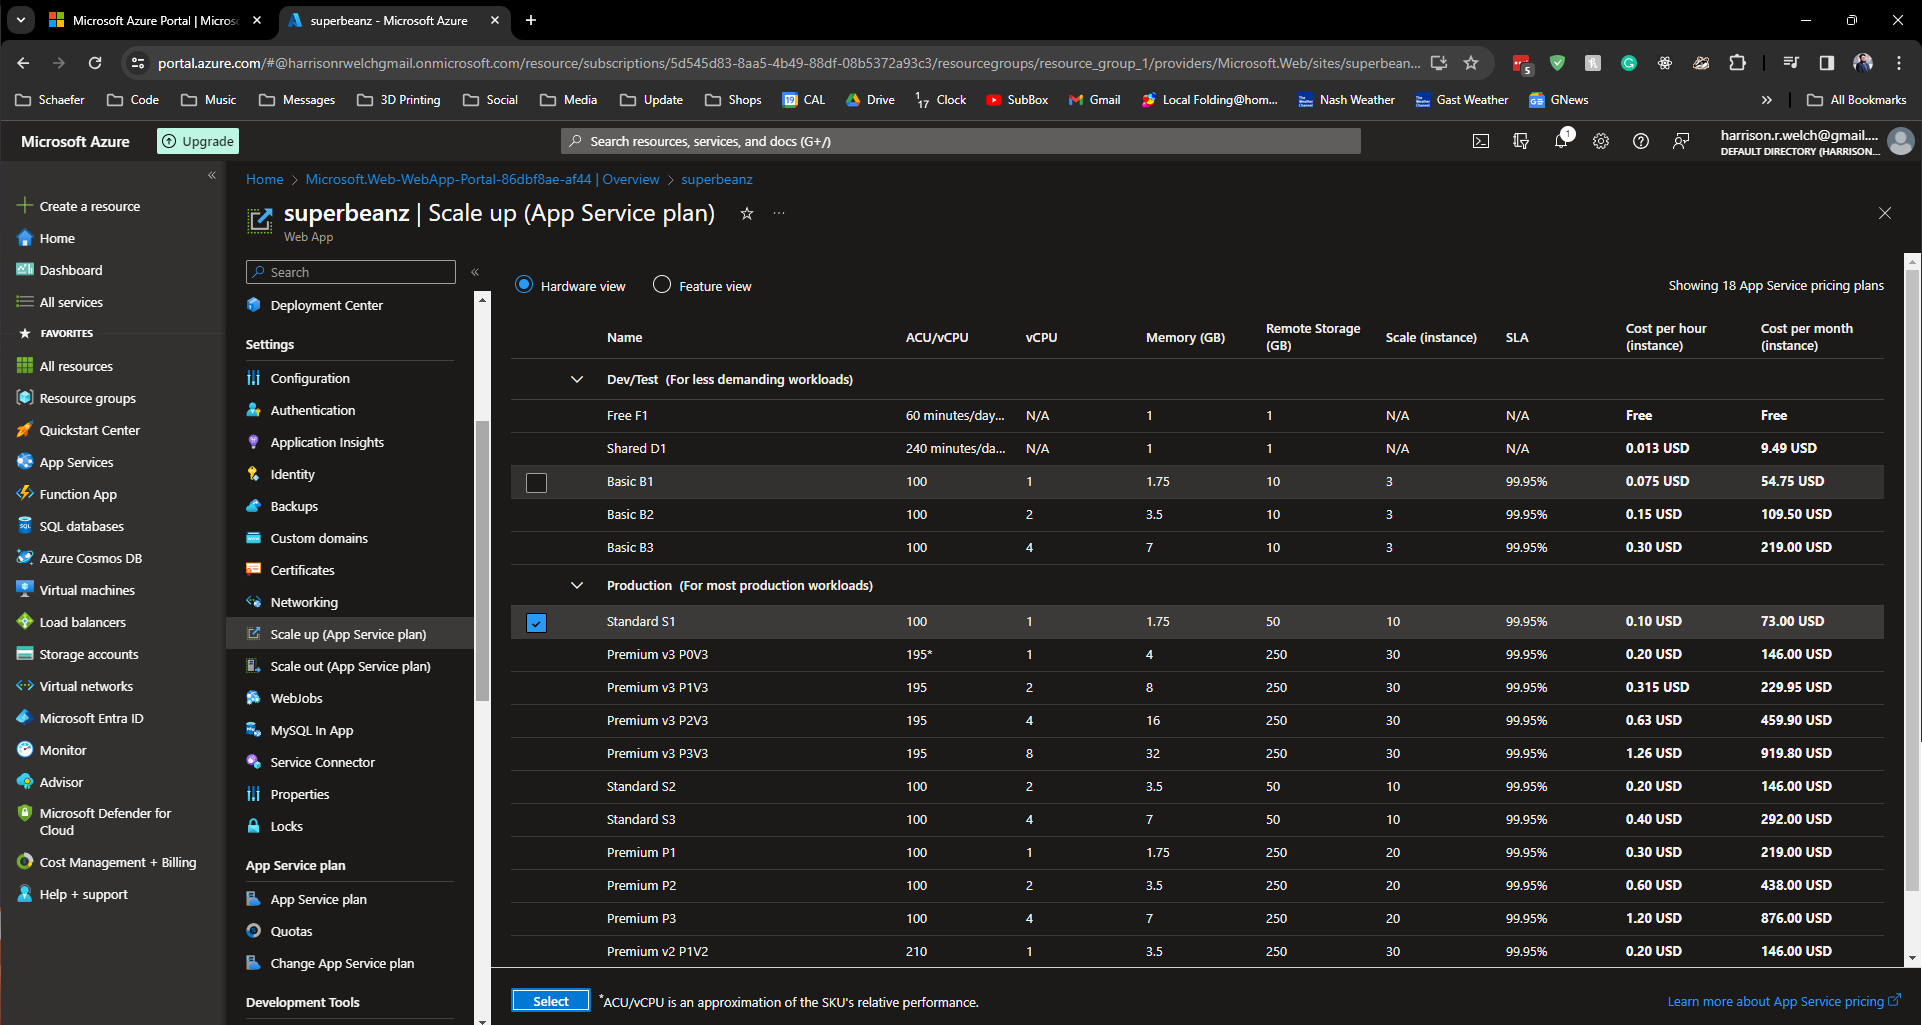 Microsoft Azure Portal | Micros
superbeanz - Microsoft Azure
portal.azure.com/#@harrisonrwelchgmail.onmicrosoft.com/resource/subscriptions/5d545d83-8aa5-4b49-88df-08b5372a93c3/resourcegroups/resource_group_1/providers/Microsoft.Web/sites/superbean...
5
Schaefer
Code
Music
Messages
3D Printing
Social
Media
Update
Shops
19 CAL
Drive
1 17 Clock
SubBox
Gmail
Local Folding@hom...
Nash Weather
Gast Weather
GNews
All Bookmarks
Microsoft Azure
Upgrade
Search resources, services, and docs (G+/)
1
harrison.r.welch@gmail....
DEFAULT DIRECTORY (HARRISON...
Create a resource
Home
Dashboard
All services
FAVORITES
All resources
Resource groups
Quickstart Center
App Services
Function App
SQL databases
Azure Cosmos DB
Virtual machines
Load balancers
Storage accounts
Virtual networks
Microsoft Entra ID
Monitor
Advisor
Microsoft Defender for
Cloud
Cost Management + Billing
Help + support
Home > Microsoft.Web-WebApp-Portal-86dbf8ae-af44 | Overview > superbeanz
superbeanz | Scale up (App Service plan)
Web App
Search
Deployment Center
Settings
Configuration
Authentication
Application Insights
Identity
Backups
Custom domains
Certificates
Networking
Scale up (App Service plan)
Scale out (App Service plan)
WebJobs
MySQL In App
Service Connector
Properties
Locks
App Service plan
App Service plan
Quotas
Change App Service plan
Development Tools
Hardware view
Feature view
Showing 18 App Service pricing plans
Name ACU/vCPU vCPU Memory (GB) Remote Storage (GB) Scale (instance) SLA Cost per hour (instance) Cost per month (instance)
Dev/Test (For less demanding workloads)
Free F1 60 minutes/day... N/A 1 1 N/A N/A Free Free
Shared D1 240 minutes/da... N/A 1 1 N/A N/A 0.013 USD 9.49 USD
Basic B1 100 1 1.75 10 3 99.95% 0.075 USD 54.75 USD
Basic B2 100 2 3.5 10 3 99.95% 0.15 USD 109.50 USD
Basic B3 100 4 7 10 3 99.95% 0.30 USD 219.00 USD
Production (For most production workloads)
Standard S1 100 1 1.75 50 10 99.95% 0.10 USD 73.00 USD
Premium v3 P0V3 195* 1 4 250 30 99.95% 0.20 USD 146.00 USD
Premium v3 P1V3 195 2 8 250 30 99.95% 0.315 USD 229.95 USD
Premium v3 P2V3 195 4 16 250 30 99.95% 0.63 USD 459.90 USD
Premium v3 P3V3 195 8 32 250 30 99.95% 1.26 USD 919.80 USD
Standard S2 100 2 3.5 50 10 99.95% 0.20 USD 146.00 USD
Standard S3 100 4 7 50 10 99.95% 0.40 USD 292.00 USD
Premium P1 100 1 1.75 250 20 99.95% 0.30 USD 219.00 USD
Premium P2 100 2 3.5 250 20 99.95% 0.60 USD 438.00 USD
Premium P3 100 4 7 250 20 99.95% 1.20 USD 876.00 USD
Premium v2 P1V2 210 1 3.5 250 30 99.95% 0.20 USD 146.00 USD
Select
*ACU/vCPU is an approximation of the SKU's relative performance.
Learn more about App Service pricing